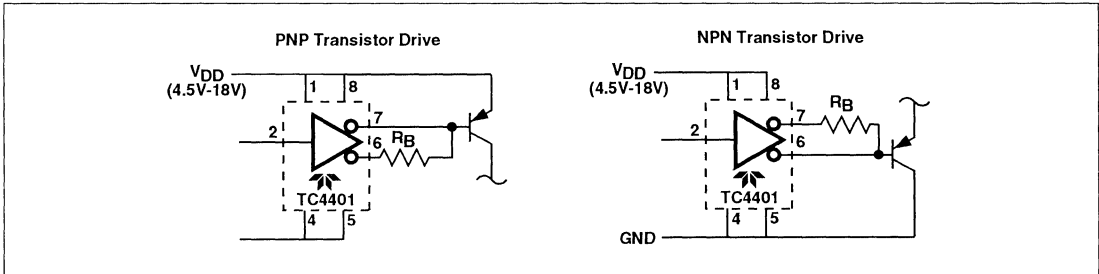 PNP Transistor Drive
VDD
(4.5V-18V)
1
8
2
7
6
RB
TC4401
4
5
NPN Transistor Drive
VDD
(4.5V-18V)
1
8
2
7
RB
6
TC4401
4
5
GND